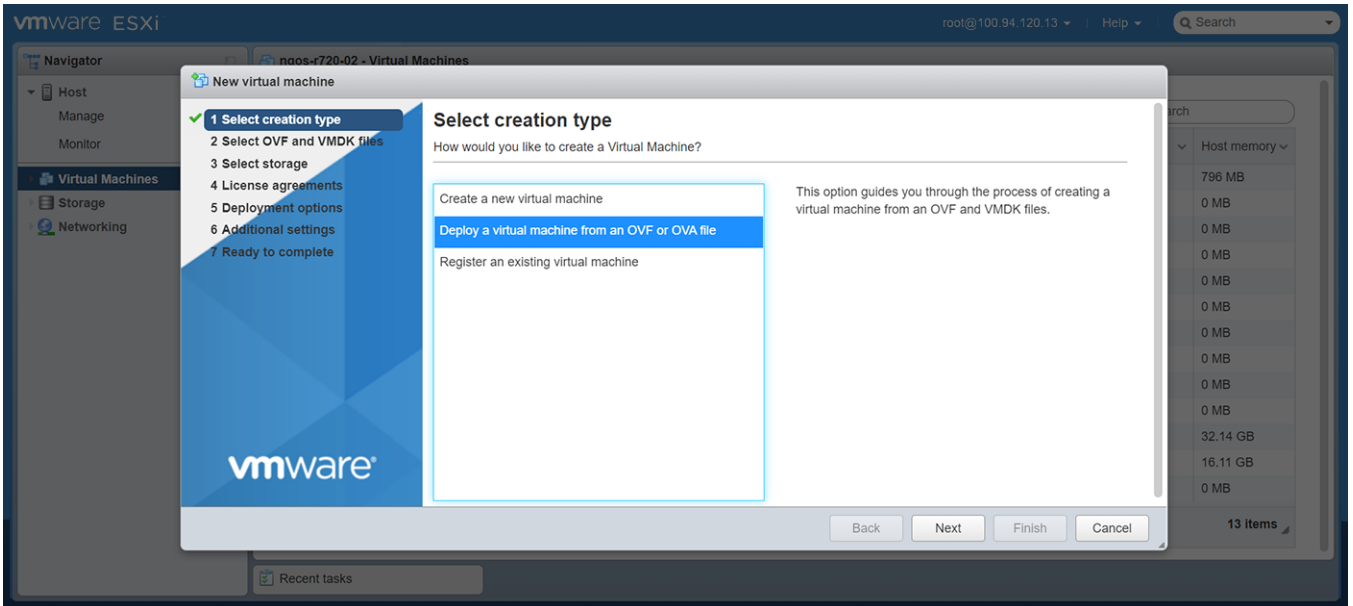 vmware ESXi
root@100.94.120.13
Help
Search
Navigator
ngos-r720-02 - Virtual Machines
Host
Manage
Monitor
Virtual Machines
Storage
Networking
New virtual machine
1 Select creation type
2 Select OVF and VMDK files
3 Select storage
4 License agreements
5 Deployment options
6 Additional settings
7 Ready to complete
vmware®
Select creation type
How would you like to create a Virtual Machine?
Create a new virtual machine
Deploy a virtual machine from an OVF or OVA file
Register an existing virtual machine
This option guides you through the process of creating a
virtual machine from an OVF and VMDK files.
Host memory
796 MB
0 MB
0 MB
0 MB
0 MB
0 MB
0 MB
0 MB
0 MB
0 MB
32.14 GB
16.11 GB
0 MB
13 items
Back
Next
Finish
Cancel
Recent tasks